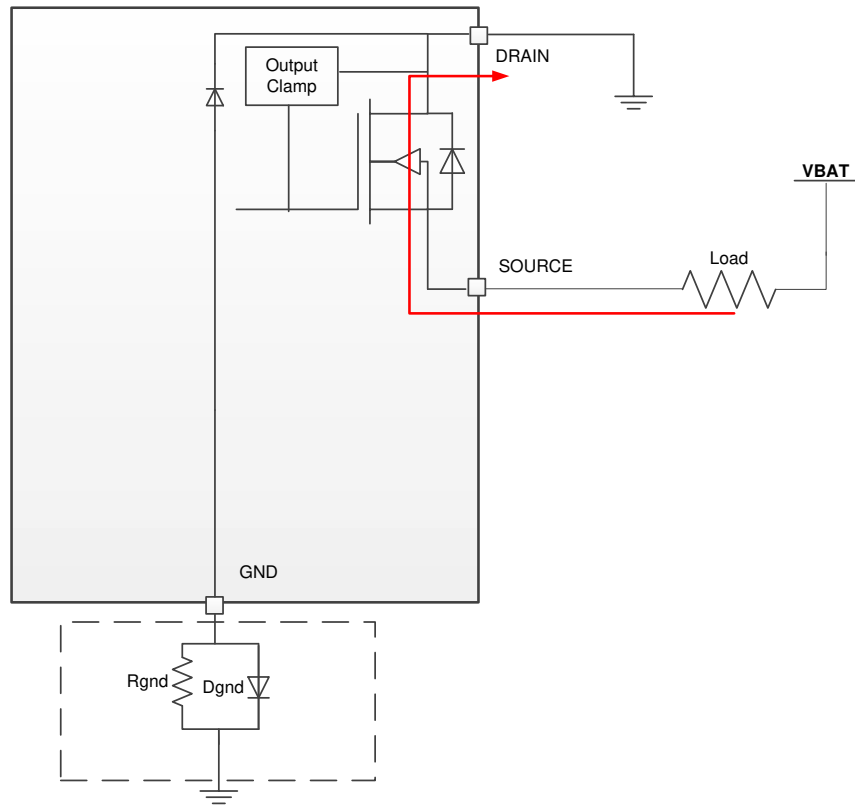 DRAIN
Output
Clamp
VBAT
SOURCE
Load
GND
Rgnd
Dgnd